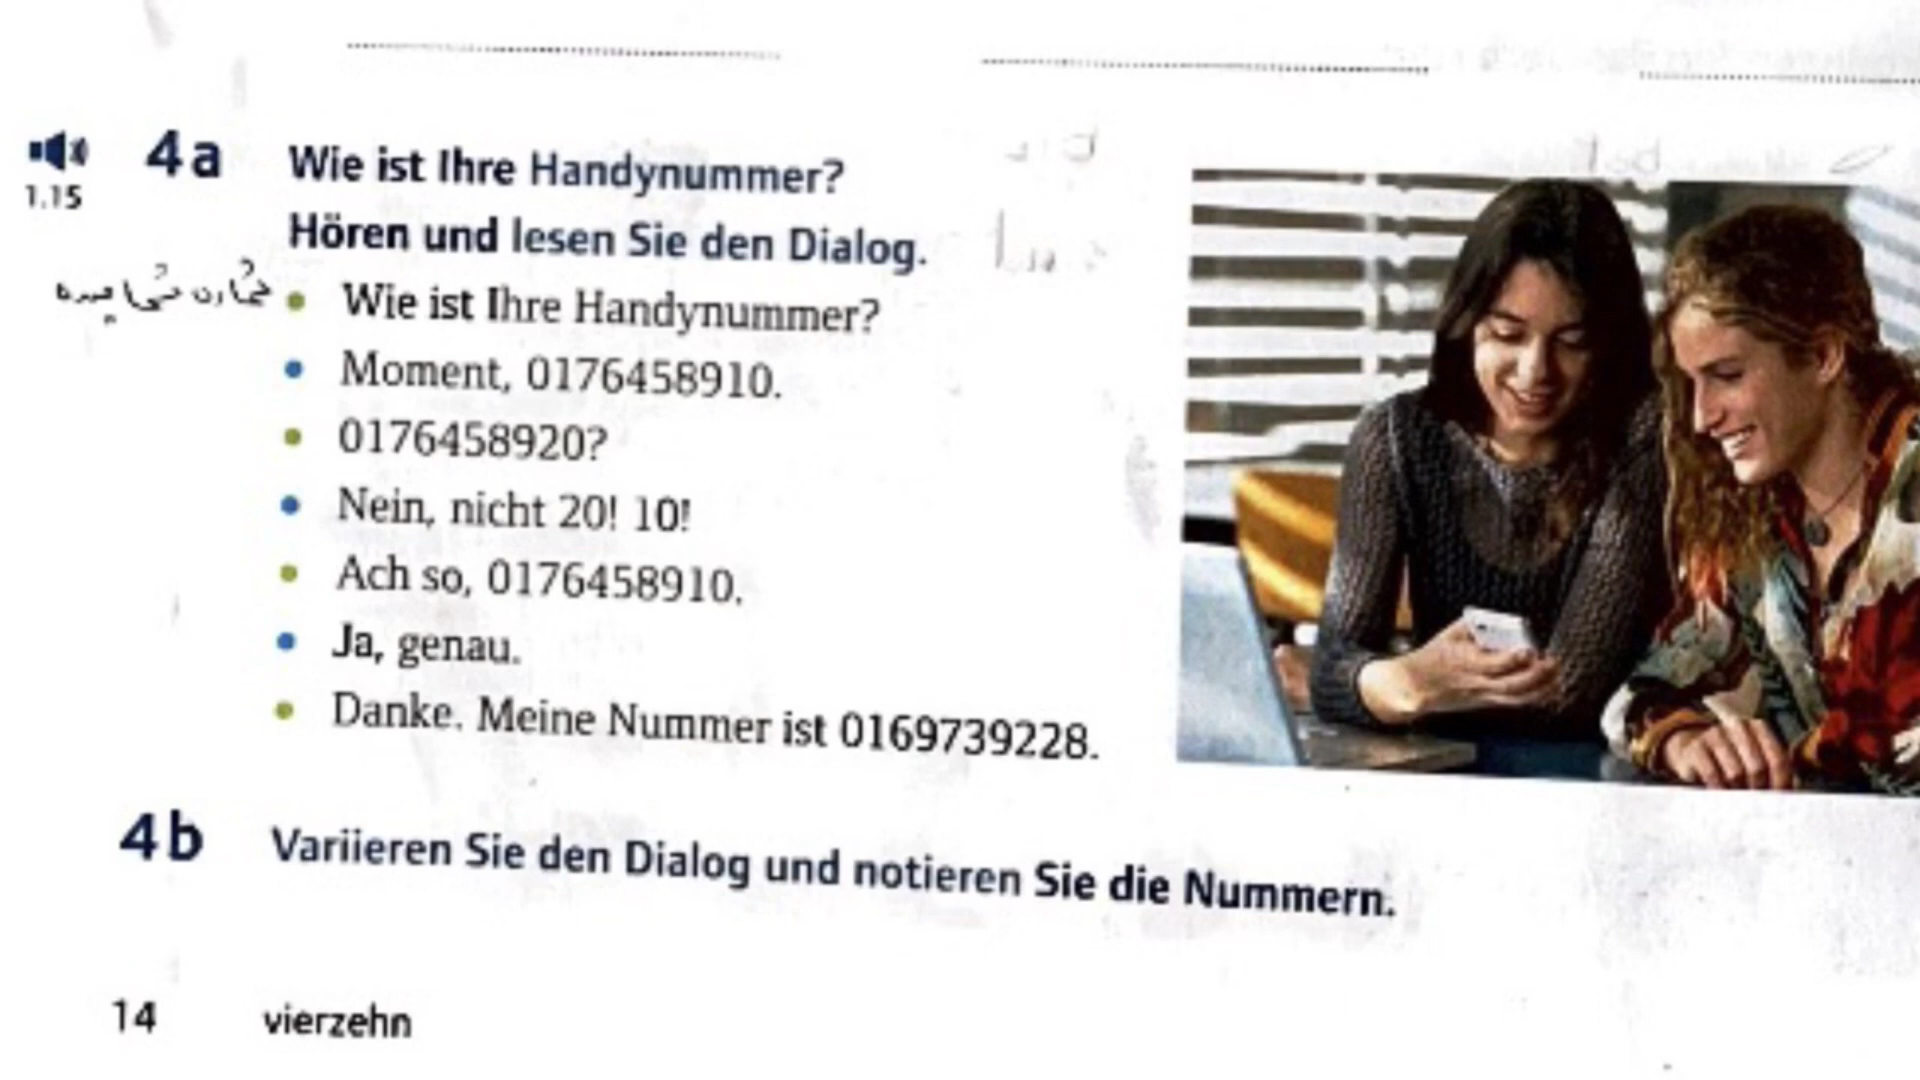 4a Wie ist Ihre Handynummer?
1.15
Hören und lesen Sie den Dialog.
• Wie ist Ihre Handynummer?
• Moment, 0176458910.
• 0176458920?
• Nein, nicht 20! 10!
• Ach so, 0176458910.
• Ja, genau.
• Danke. Meine Nummer ist 0169739228.
4b Variieren Sie den Dialog und notieren Sie die Nummern.
14 vierzehn